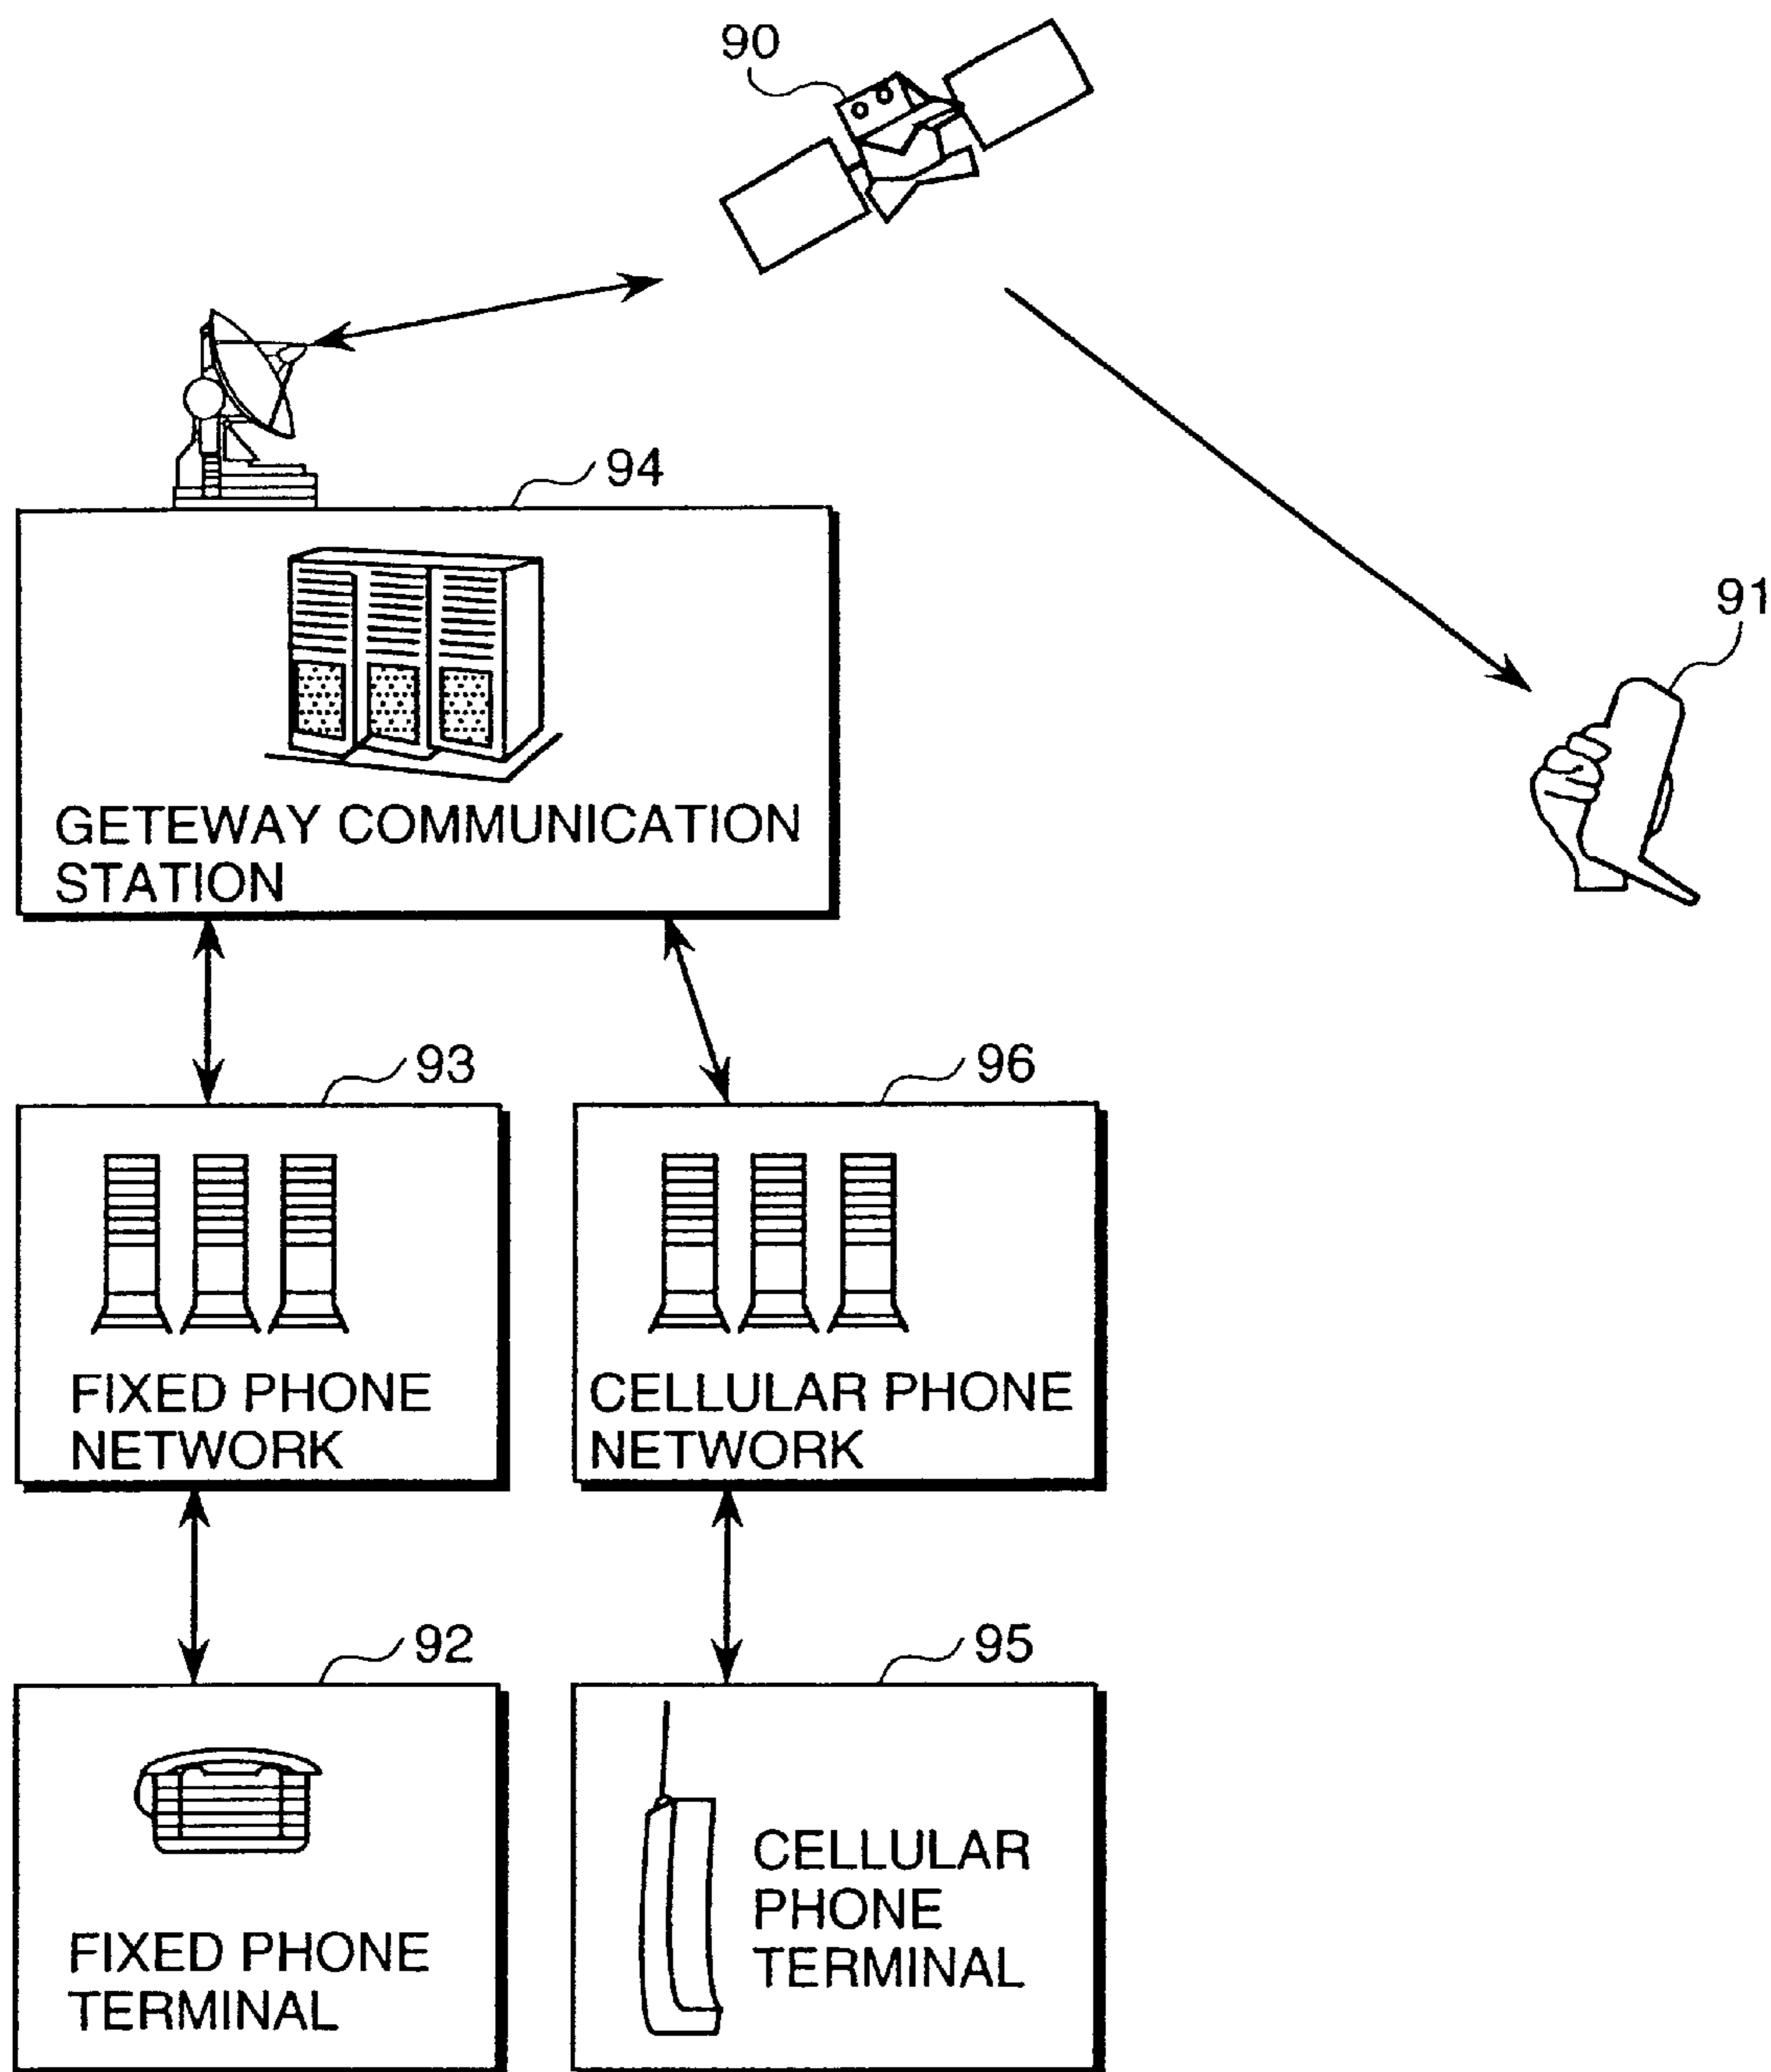 90
94
91
GETEWAY COMMUNICATION
STATION
93
96
FIXED PHONE
NETWORK
CELLULAR PHONE
NETWORK
92
95
FIXED PHONE
TERMINAL
CELLULAR
PHONE
TERMINAL